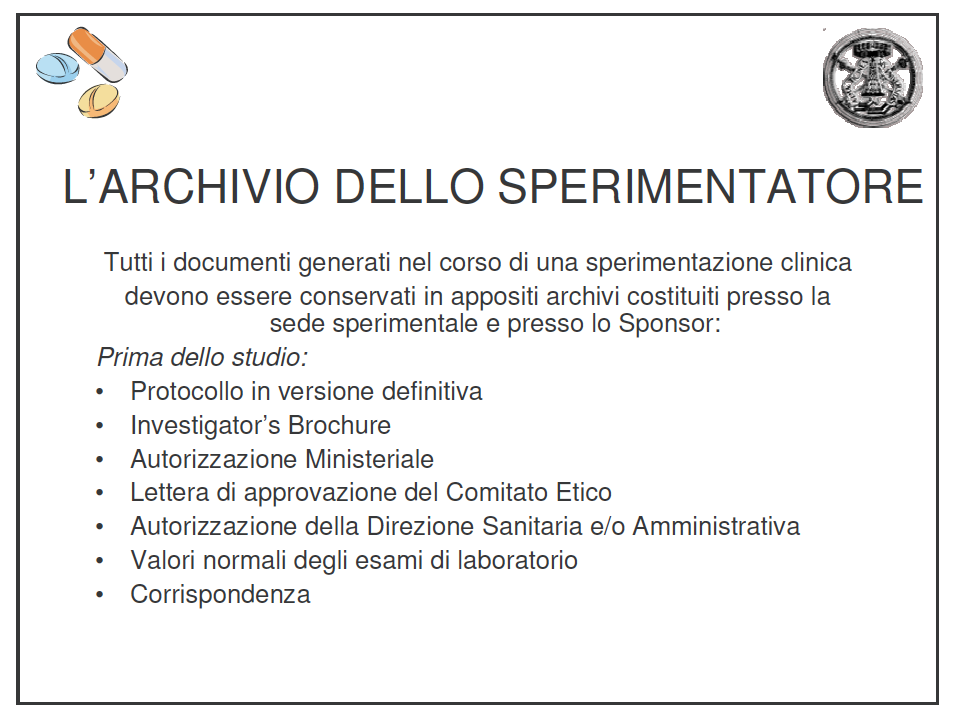 L’ARCHIVIO DELLO SPERIMENTATORE
Tutti i documenti generati nel corso di una sperimentazione clinica
devono essere conservati in appositi archivi costituiti presso la
sede sperimentale e presso lo Sponsor:
Prima dello studio:
• Protocollo in versione definitiva
• Investigator’s Brochure
• Autorizzazione Ministeriale
• Lettera di approvazione del Comitato Etico
• Autorizzazione della Direzione Sanitaria e/o Amministrativa
• Valori normali degli esami di laboratorio
• Corrispondenza